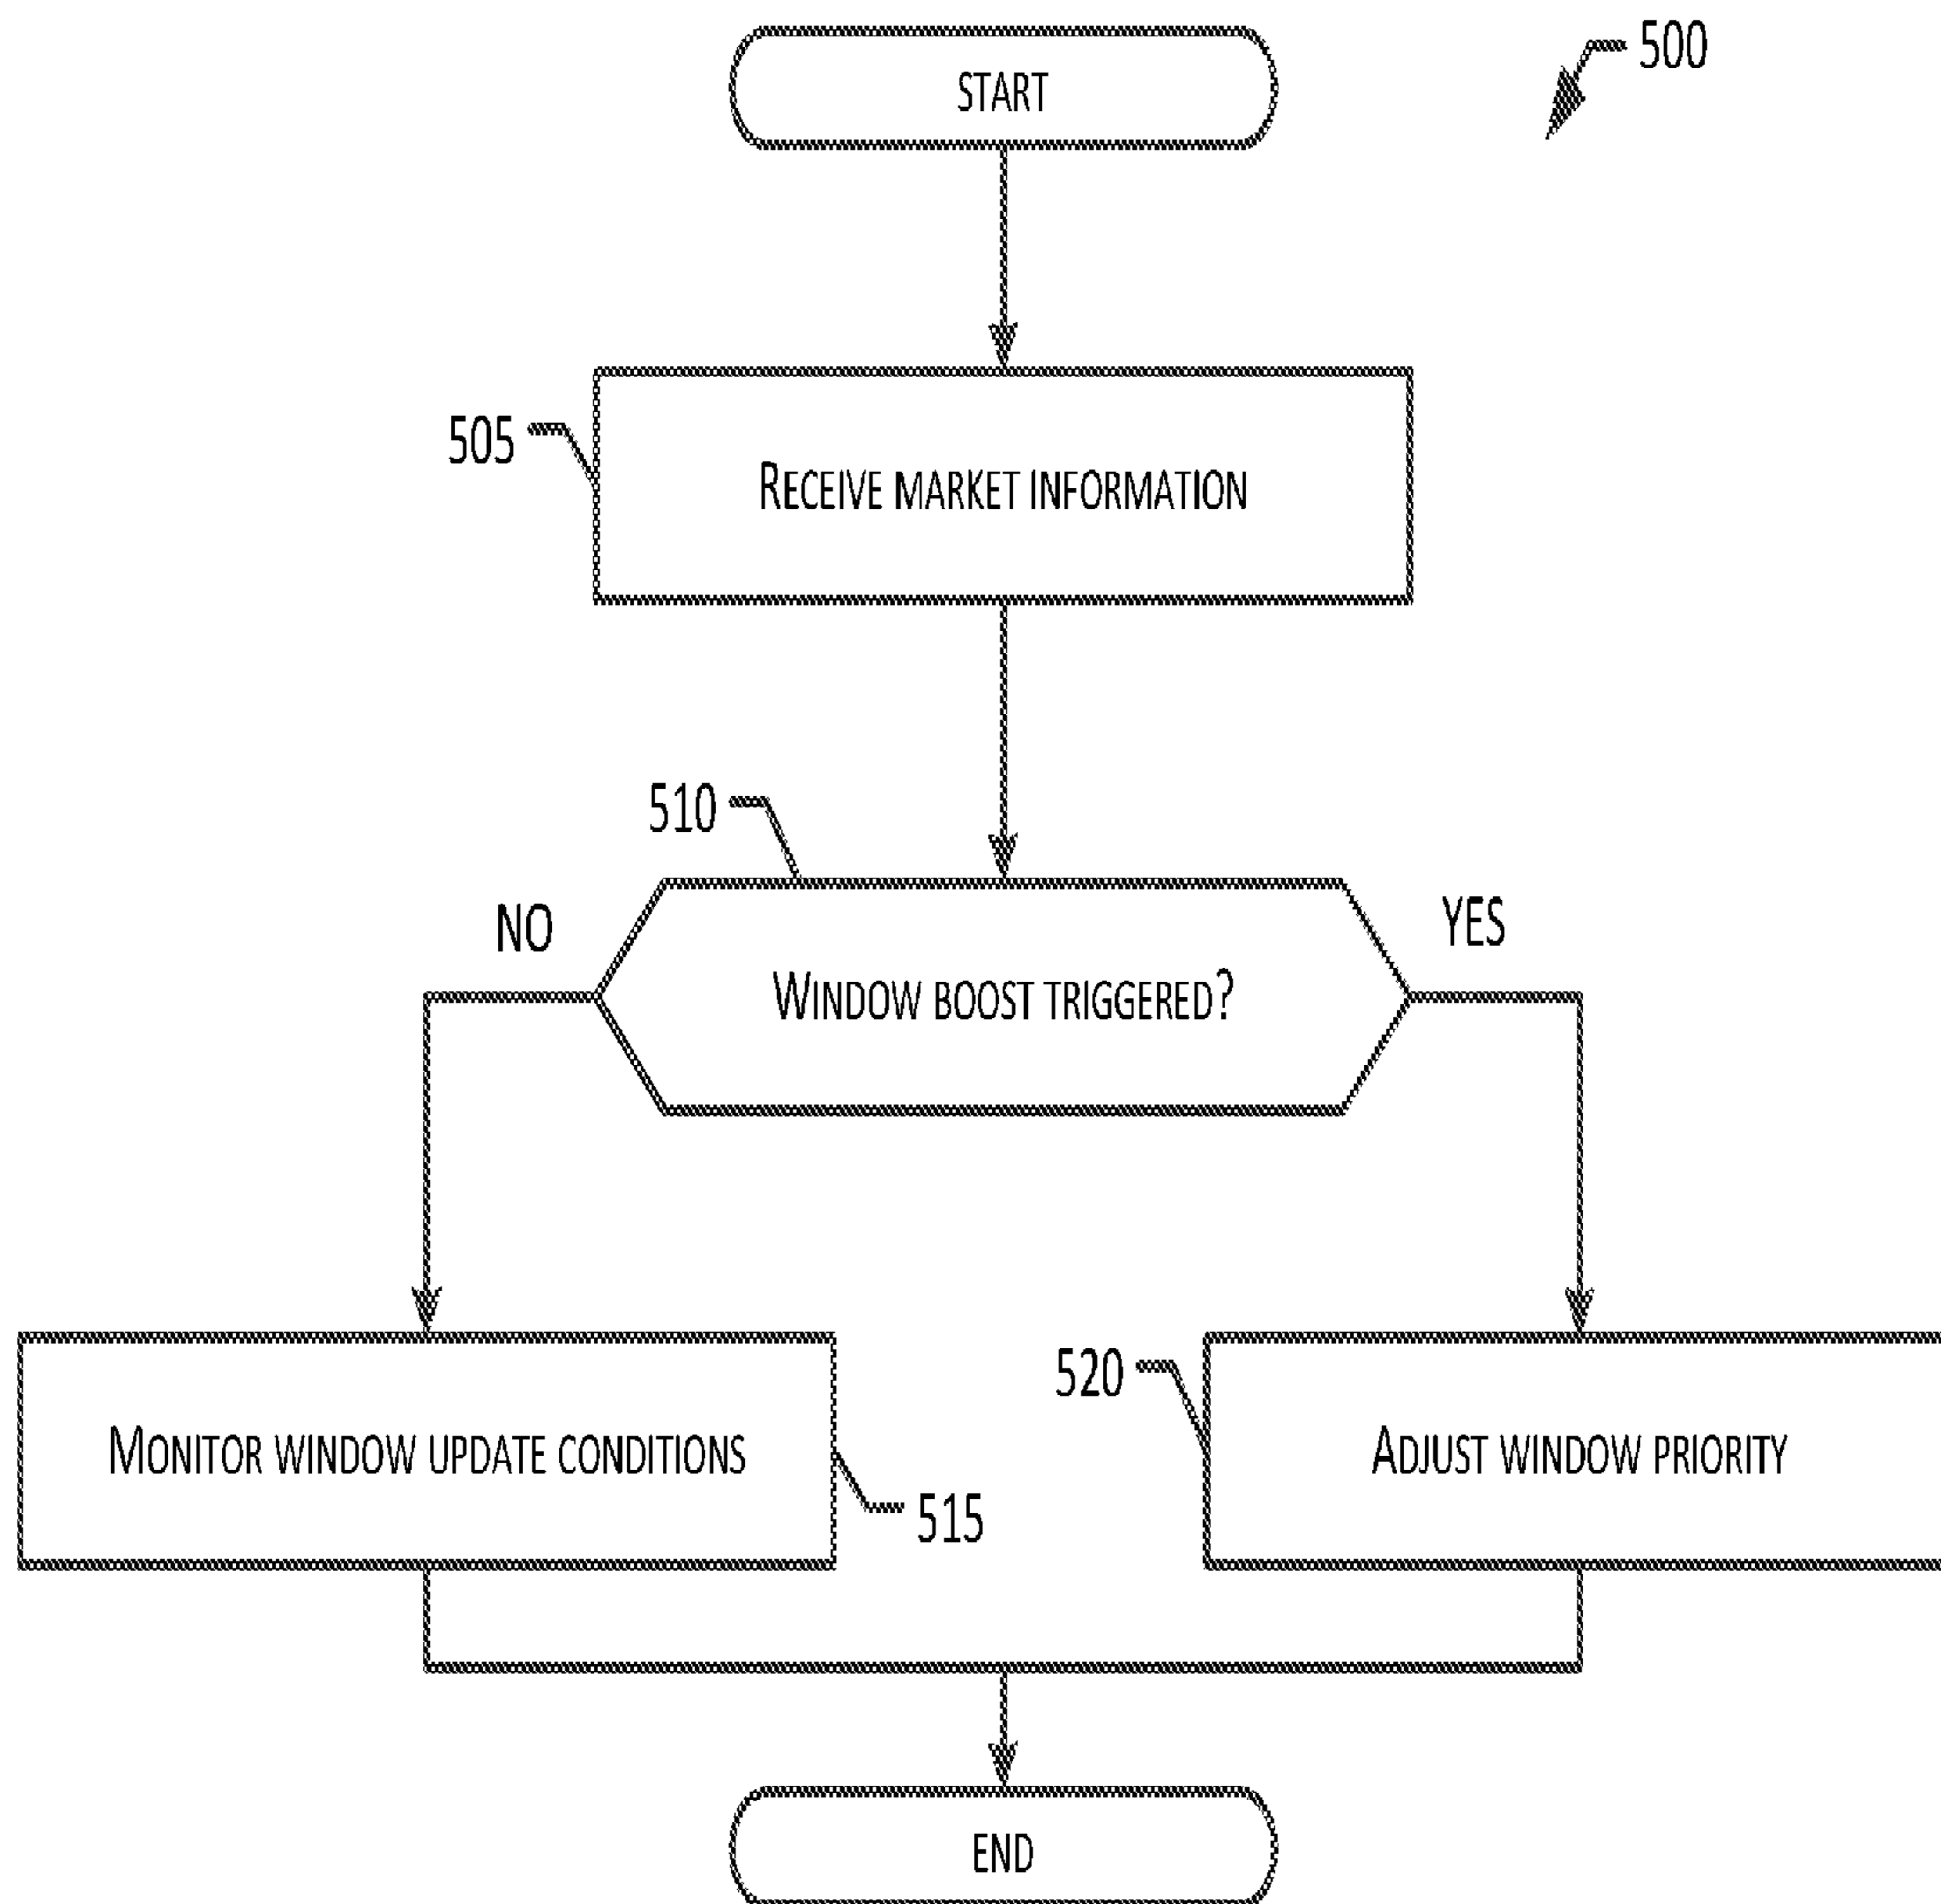 START
500
505
RECEIVE MARKET INFORMATION
510
NO
YES
WINDOW BOOST TRIGGERED?
520
MONITOR WINDOW UPDATE CONDITIONS
ADJUST WINDOW PRIORITY
515
END